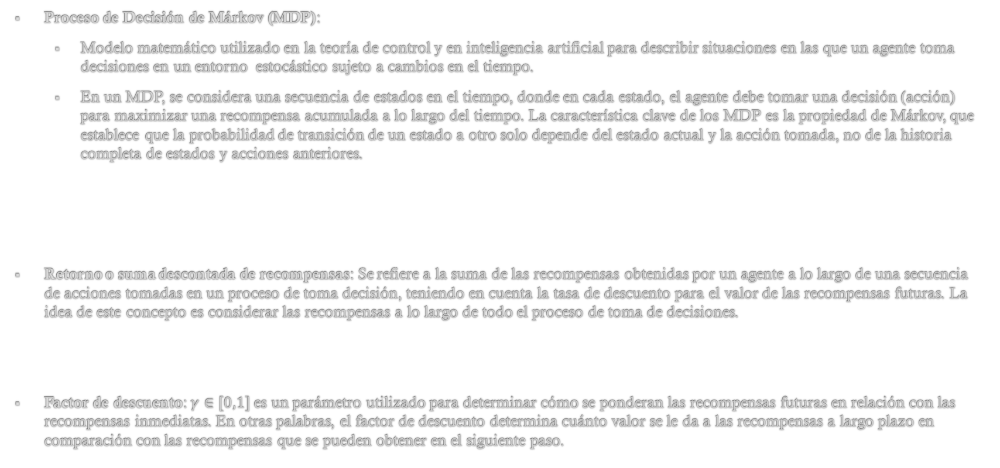 ▪ Proceso de Decisión de Márkov (MDP):
▪ Modelo matemático utilizado en la teoría de control y en inteligencia artificial para describir situaciones en las que un agente toma
decisiones en un entorno estocástico sujeto a cambios en el tiempo.
▪ En un MDP, se considera una secuencia de estados en el tiempo, donde en cada estado, el agente debe tomar una decisión (acción)
para maximizar una recompensa acumulada a lo largo del tiempo. La característica clave de los MDP es la propiedad de Márkov, que
establece que la probabilidad de transición de un estado a otro solo depende del estado actual y la acción tomada, no de la historia
completa de estados y acciones anteriores.
▪ Retorno o suma descontada de recompensas: Se refiere a la suma de las recompensas obtenidas por un agente a lo largo de una secuencia
de acciones tomadas en un proceso de toma decisión, teniendo en cuenta la tasa de descuento para el valor de las recompensas futuras. La
idea de este concepto es considerar las recompensas a lo largo de todo el proceso de toma de decisiones.
▪ Factor de descuento: γ ∈ [0,1] es un parámetro utilizado para determinar cómo se ponderan las recompensas futuras en relación con las
recompensas inmediatas. En otras palabras, el factor de descuento determina cuánto valor se le da a las recompensas a largo plazo en
comparación con las recompensas que se pueden obtener en el siguiente paso.